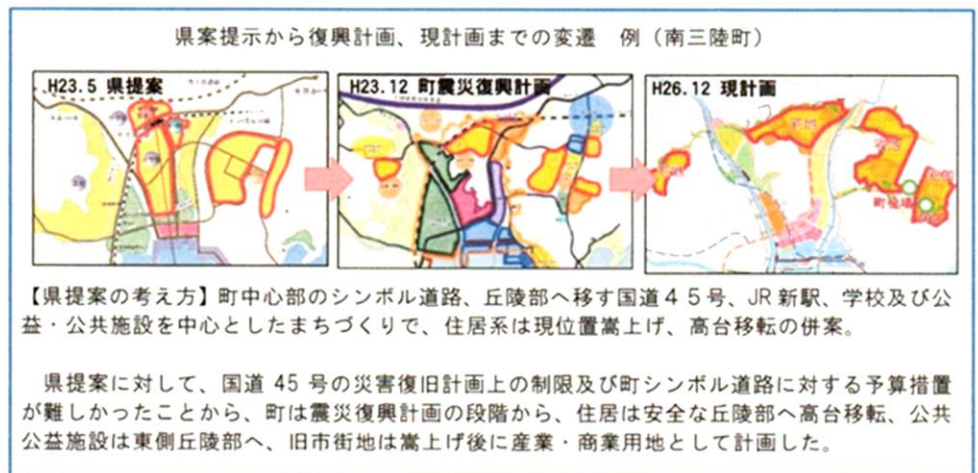 県案提示から復興計画、現計画までの変遷　例（南三陸町）
H23.5 県提案
H23.12 町震災復興計画
H26.12 現計画
【県提案の考え方】町中心部のシンボル道路、丘陵部へ移す国道４５号、JR新駅、学校及び公
益・公共施設を中心としたまちづくりで、住居系は現位置嵩上げ、高台移転の併案。
県提案に対して、国道 45 号の災害復旧計画上の制限及び町シンボル道路に対する予算措置
が難しかったことから、町は震災復興計画の段階から、住居は安全な丘陵部へ高台移転、公共
公益施設は東側丘陵部へ、旧市街地は嵩上げ後に産業・商業用地として計画した。